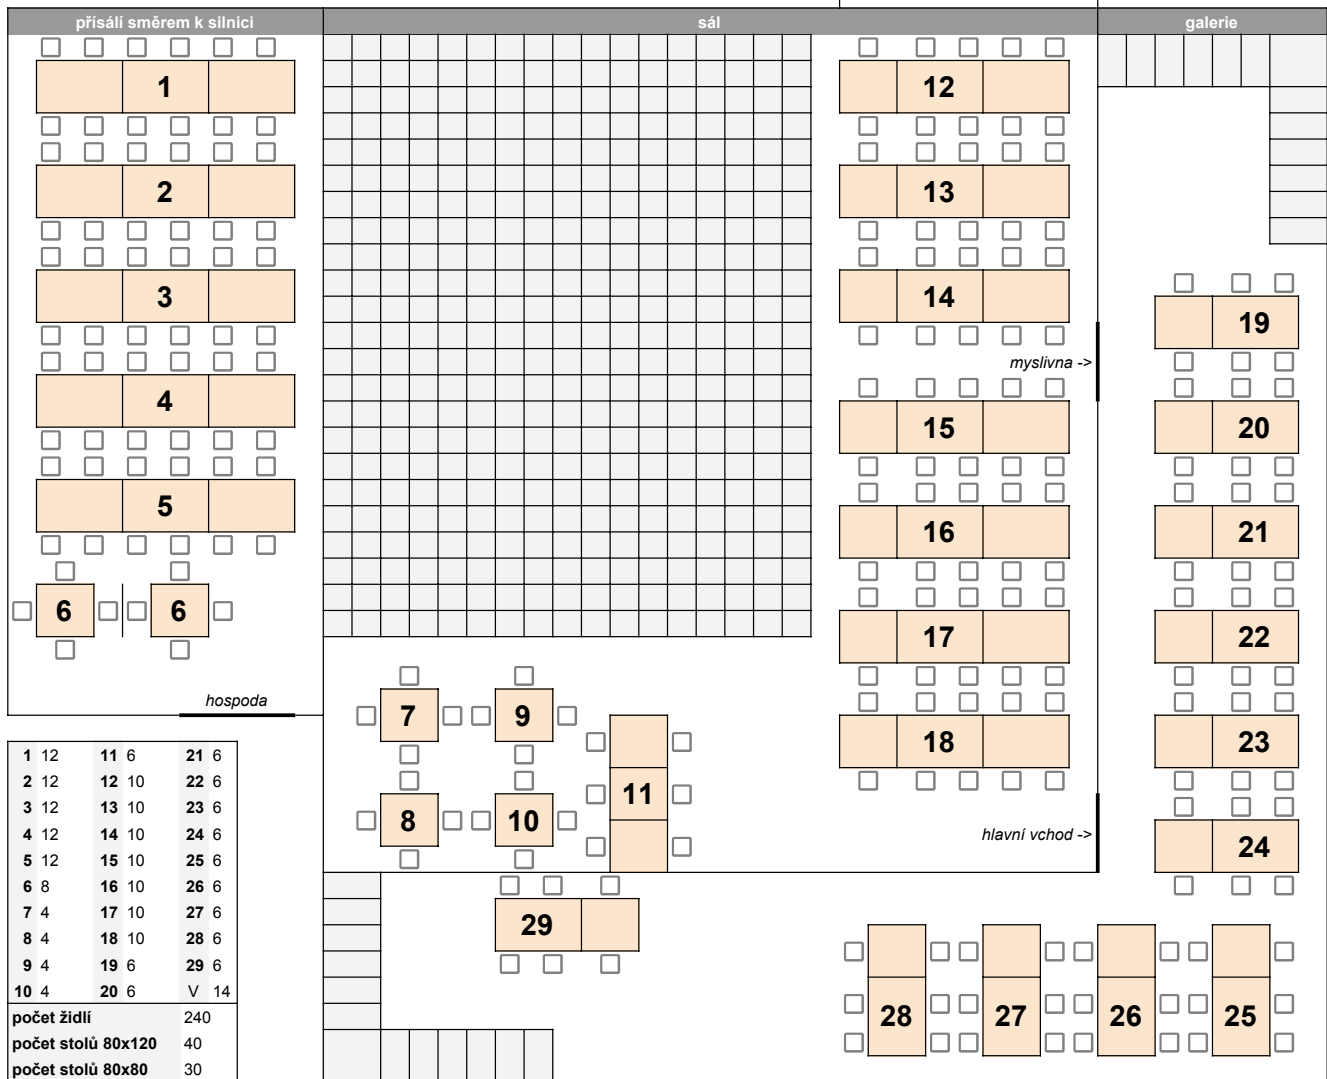 přísálí směrem k silnici
sál
galerie
1
2
3
4
5
6 6
hospoda
12
13
14
myslivna ->
15
16
17
18
hlavní vchod ->
7 9
8 10
11
29
19
20
21
22
23
24
28 27 26 25
1 12 11 6 21 6
2 12 12 10 22 6
3 12 13 10 23 6
4 12 14 10 24 6
5 12 15 10 25 6
6 8 16 10 26 6
7 4 17 10 27 6
8 4 18 10 28 6
9 4 19 6 29 6
10 4 20 6 V 14
počet židlí 240
počet stolů 80x120 40
počet stolů 80x80 30